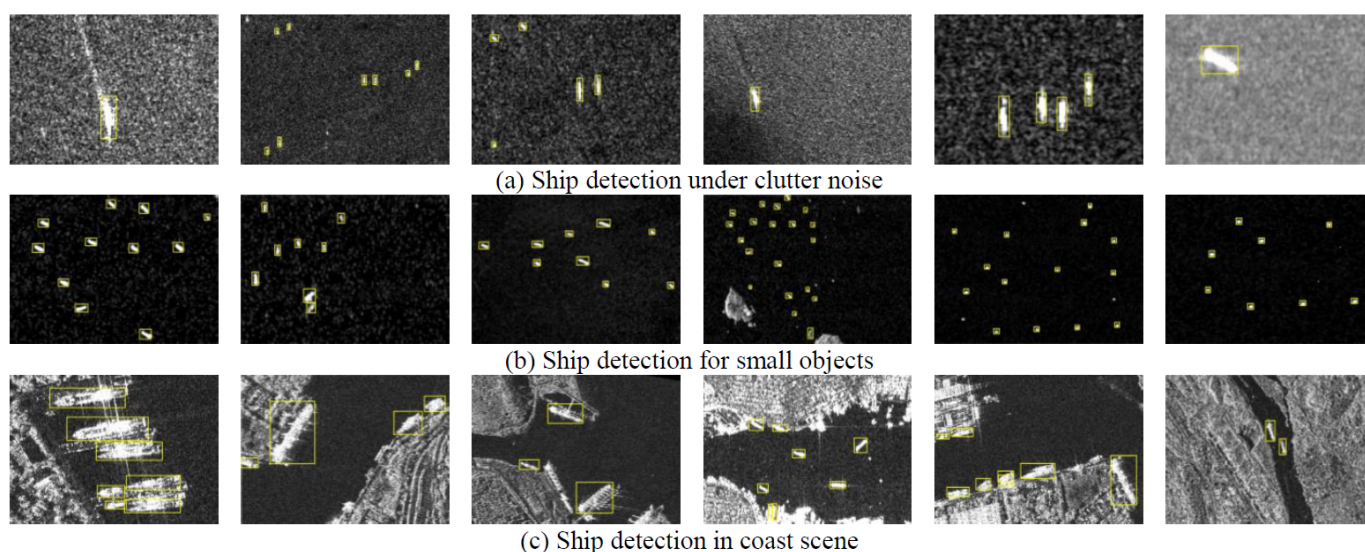 (a) Ship detection under clutter noise
(b) Ship detection for small objects
(c) Ship detection in coast scene